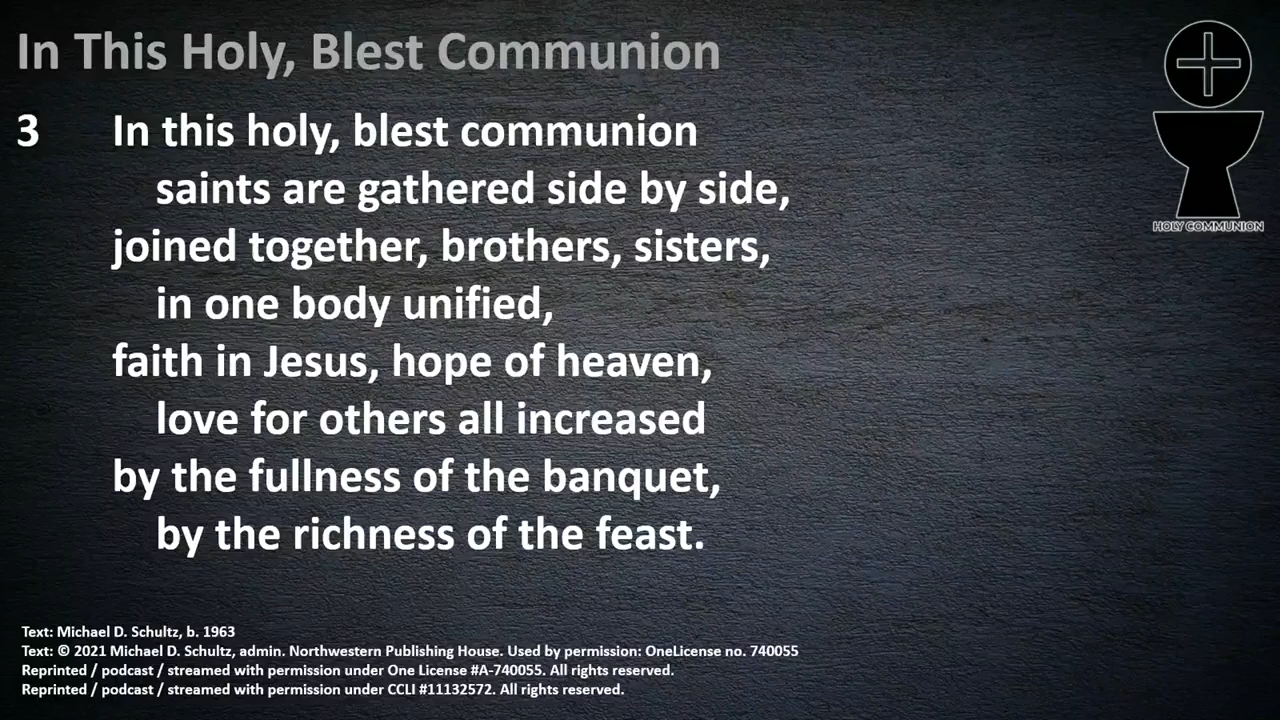 In This Holy, Blest Communion
HOLY COMMUNION
3 In this holy, blest communion
saints are gathered side by side,
joined together, brothers, sisters,
in one body unified,
faith in Jesus, hope of heaven,
love for others all increased
by the fullness of the banquet,
by the richness of the feast.
Text: Michael D. Schultz, b. 1963
Text: © 2021 Michael D. Schultz, admin. Northwestern Publishing House. Used by permission: OneLicense no. 740055
Reprinted / podcast / streamed with permission under One License #A-740055. All rights reserved.
Reprinted / podcast / streamed with permission under CCLI #11132572. All rights reserved.